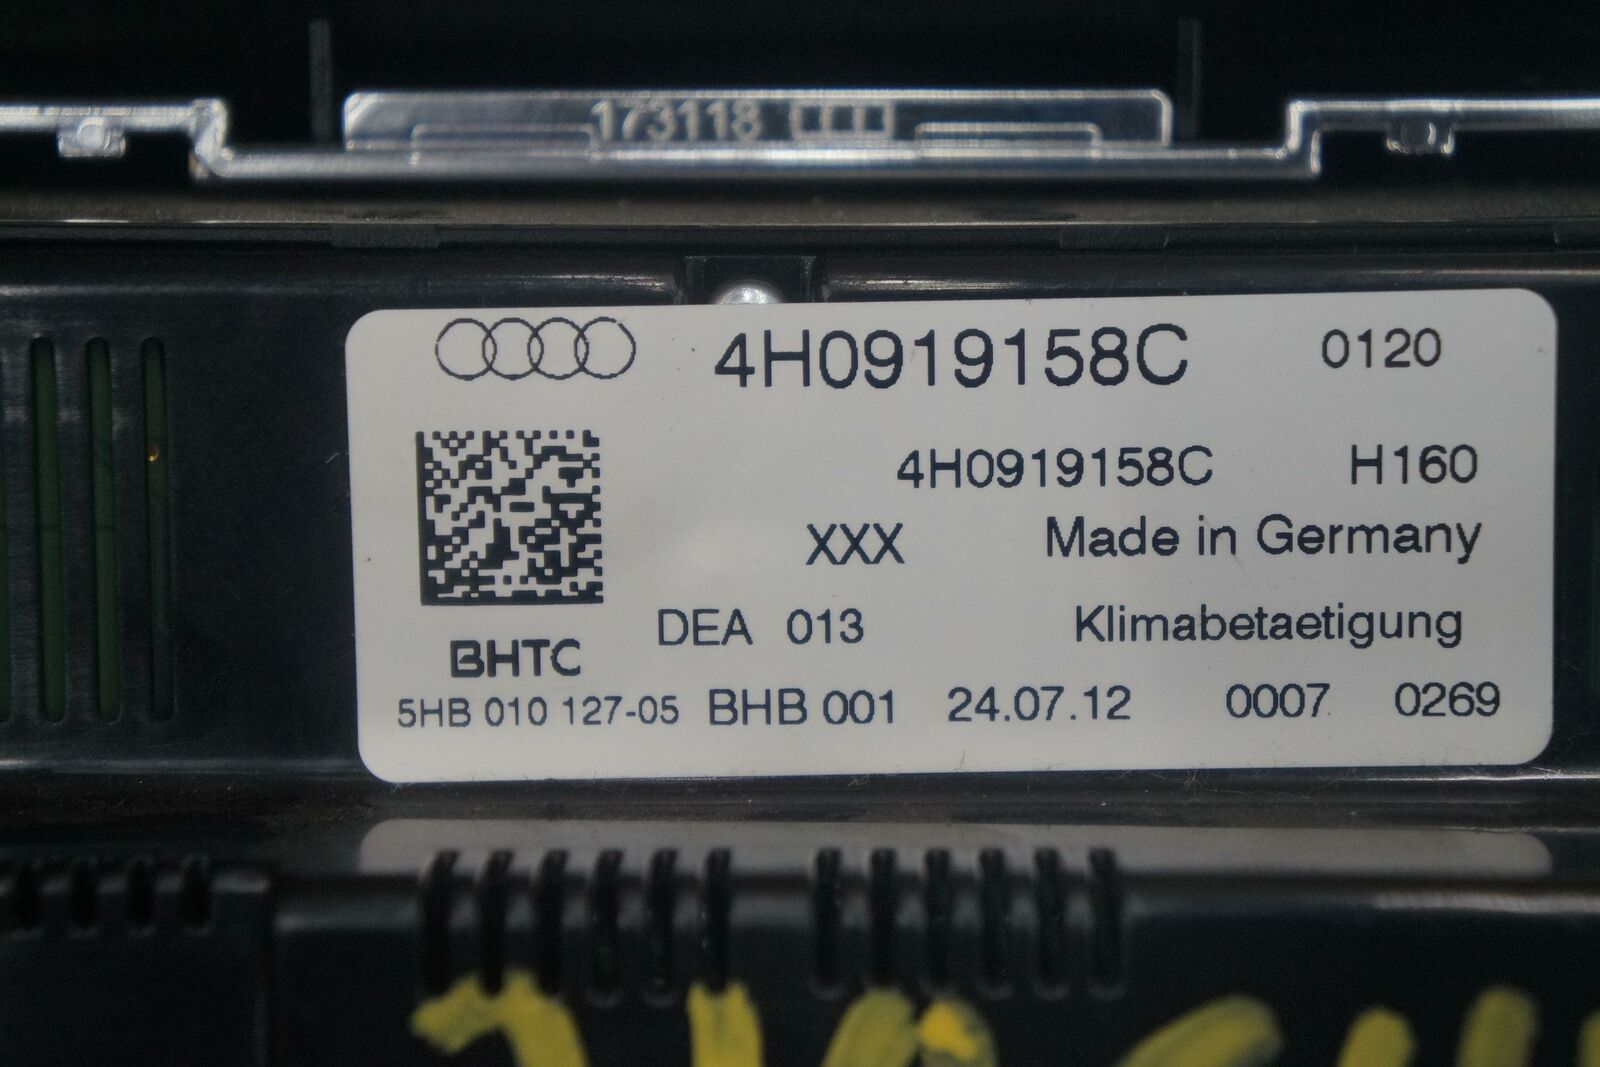 173118
4H0919158C 0120
4H0919158C H160
XXX Made in Germany
DEA 013 Klimabetaetigung
BHTC
5HB 010 127-05 BHB 001 24.07.12 0007 0269